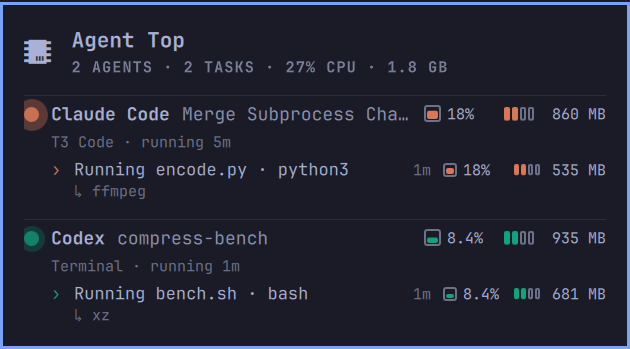 Agent Top
2 AGENTS · 2 TASKS · 27% CPU · 1.8 GB
Claude Code Merge Subprocess Cha… 18% 860 MB
T3 Code · running 5m
› Running encode.py · python3 1m 18% 535 MB
↳ ffmpeg
Codex compress-bench 8.4% 935 MB
Terminal · running 1m
› Running bench.sh · bash 1m 8.4% 681 MB
↳ xz